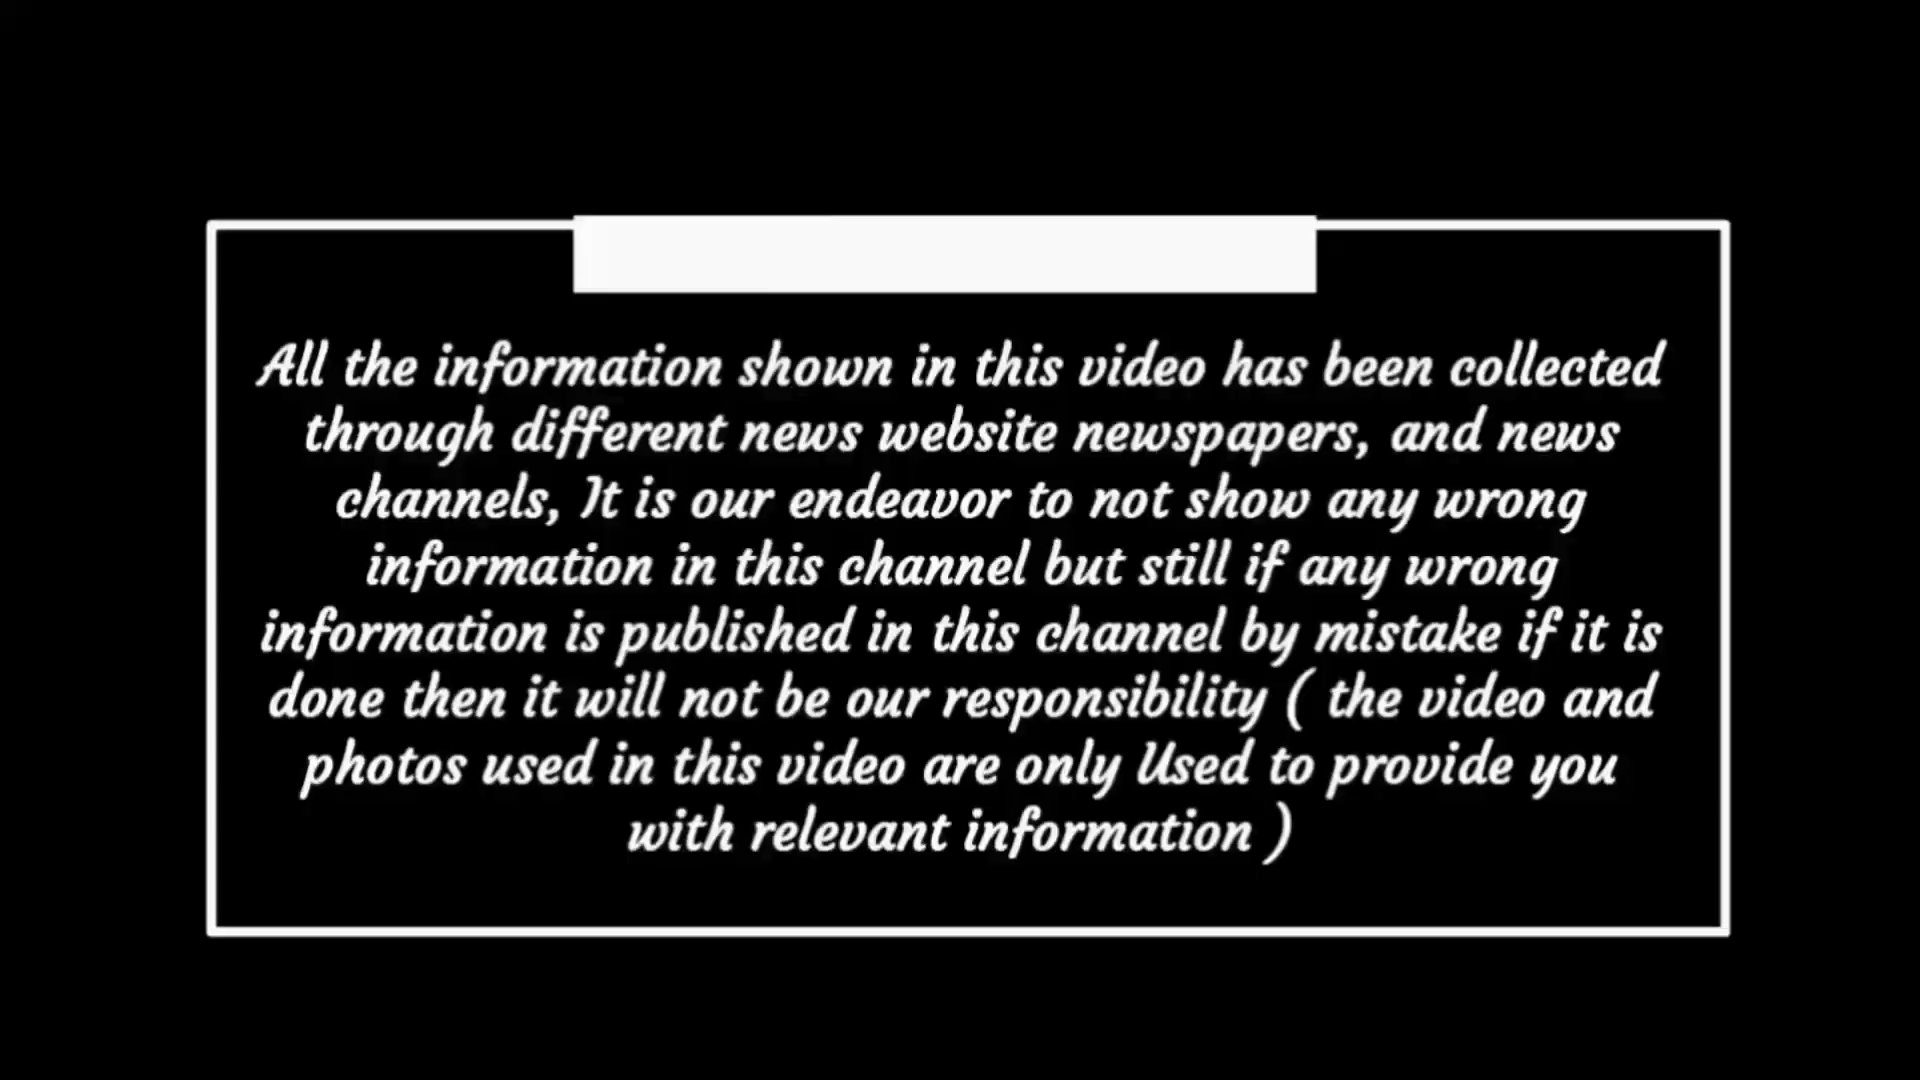 All the information shown in this video has been collected
through different news website newspapers, and news
channels, It is our endeavor to not show any wrong
information in this channel but still if any wrong
information is published in this channel by mistake if it is
done then it will not be our responsibility ( the video and
photos used in this video are only Used to provide you
with relevant information )